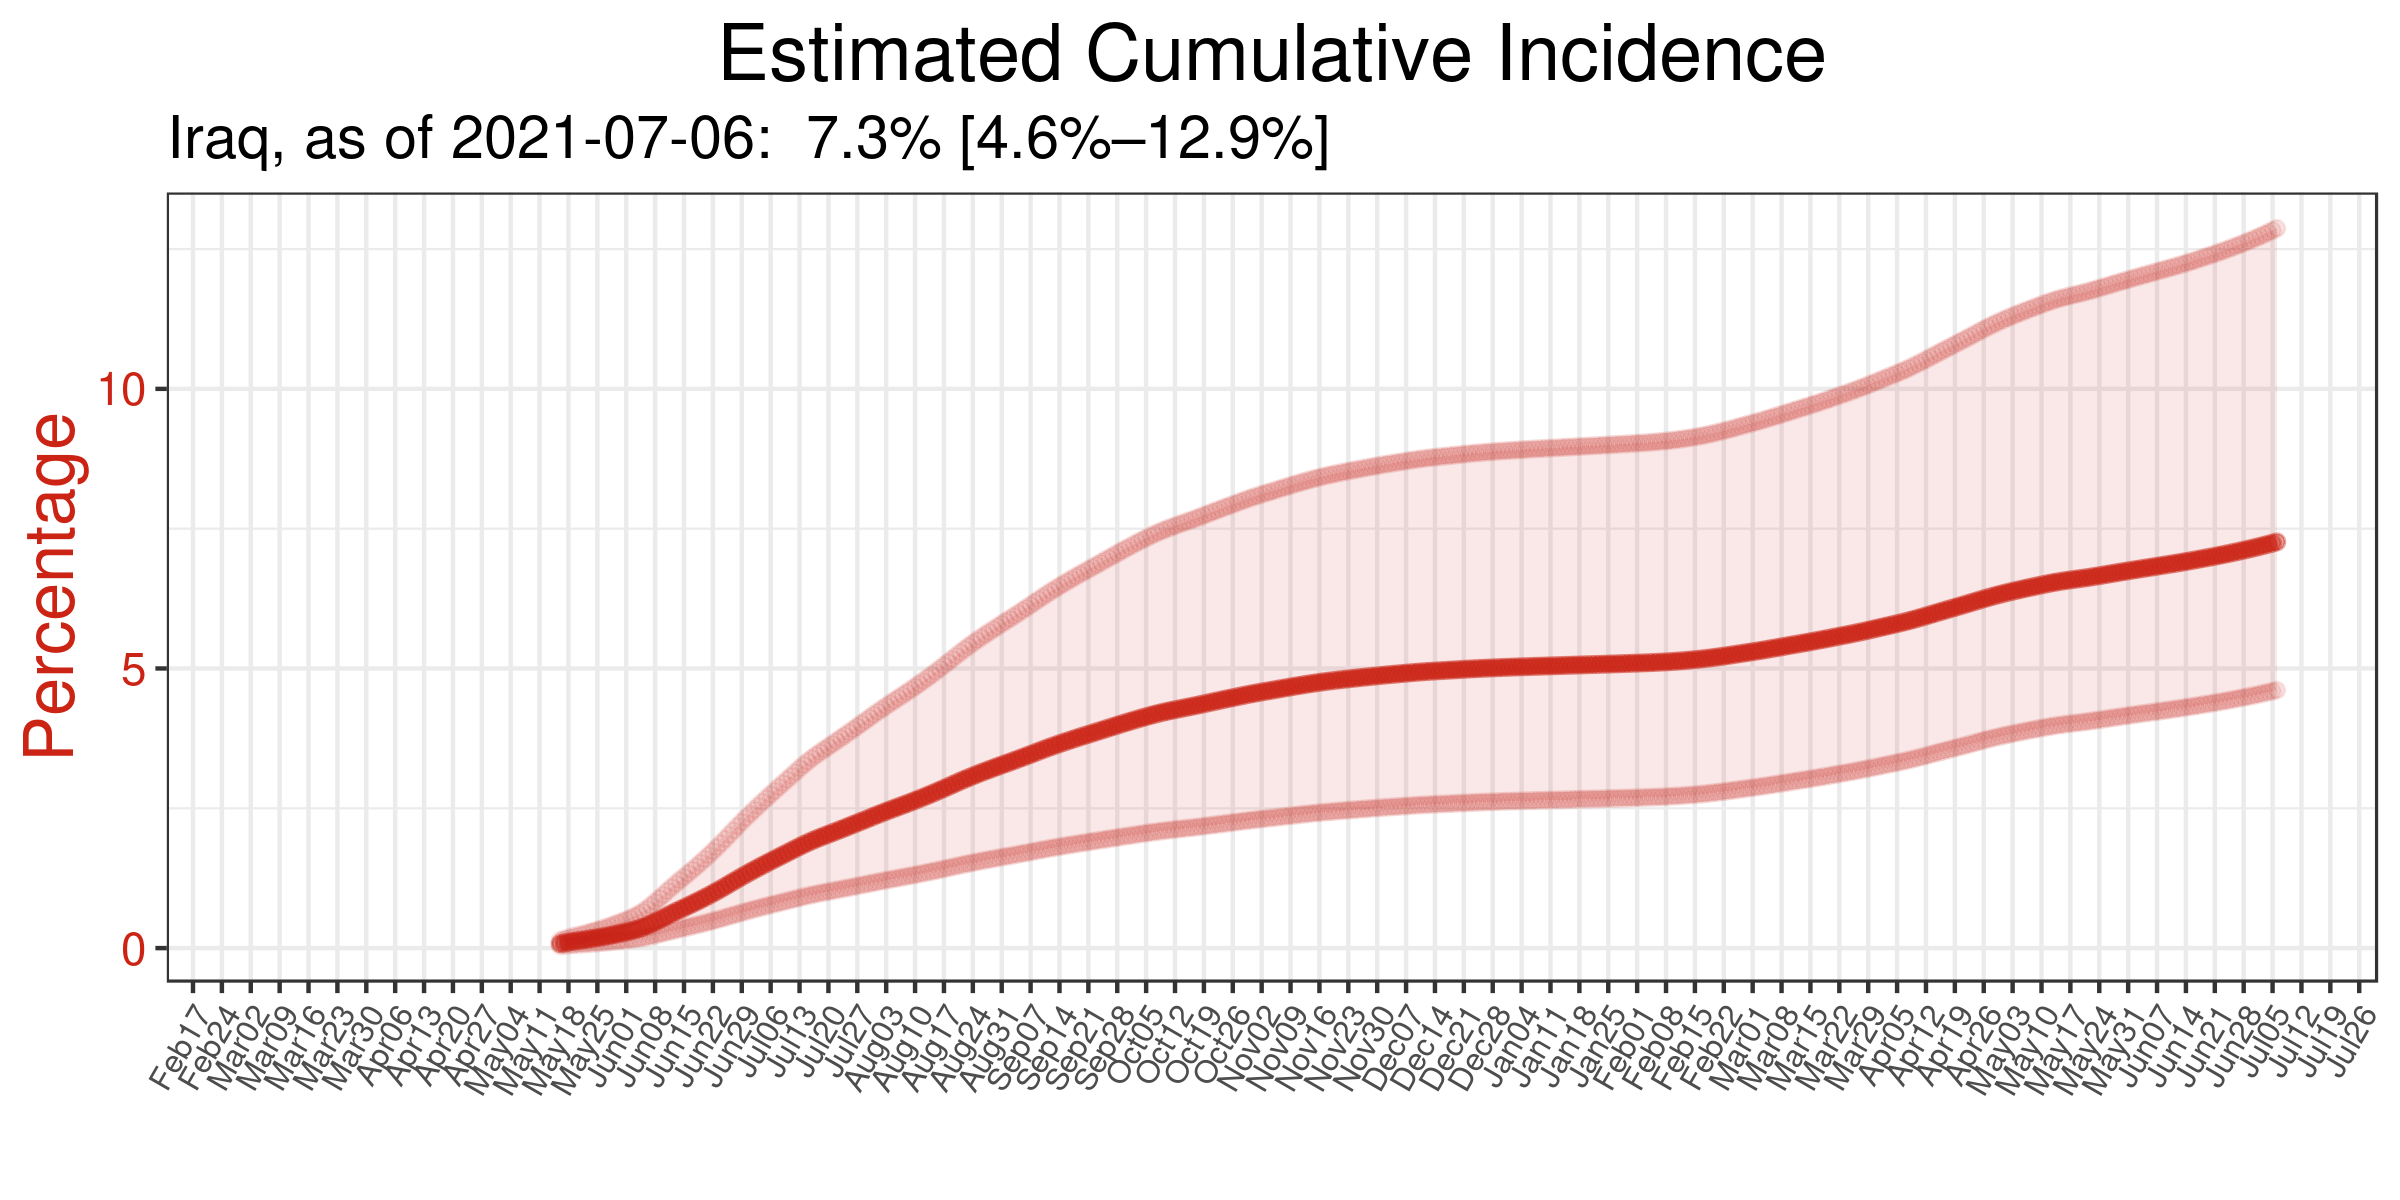 Estimated Cumulative Incidence
Iraq, as of 2021-07-06:  7.3% [4.6%–12.9%]
Percentage
10
5
0
Feb17
Feb24
Mar02
Mar09
Mar16
Mar23
Mar30
Apr06
Apr13
Apr20
Apr27
May04
May11
May18
May25
Jun01
Jun08
Jun15
Jun22
Jun29
Jul06
Jul13
Jul20
Jul27
Aug03
Aug10
Aug17
Aug24
Aug31
Sep07
Sep14
Sep21
Sep28
Oct05
Oct12
Oct19
Oct26
Nov02
Nov09
Nov16
Nov23
Nov30
Dec07
Dec14
Dec21
Dec28
Jan04
Jan11
Jan18
Jan25
Feb01
Feb08
Feb15
Feb22
Mar01
Mar08
Mar15
Mar22
Mar29
Apr05
Apr12
Apr19
Apr26
May03
May10
May17
May24
May31
Jun07
Jun14
Jun21
Jun28
Jul05
Jul12
Jul19
Jul26